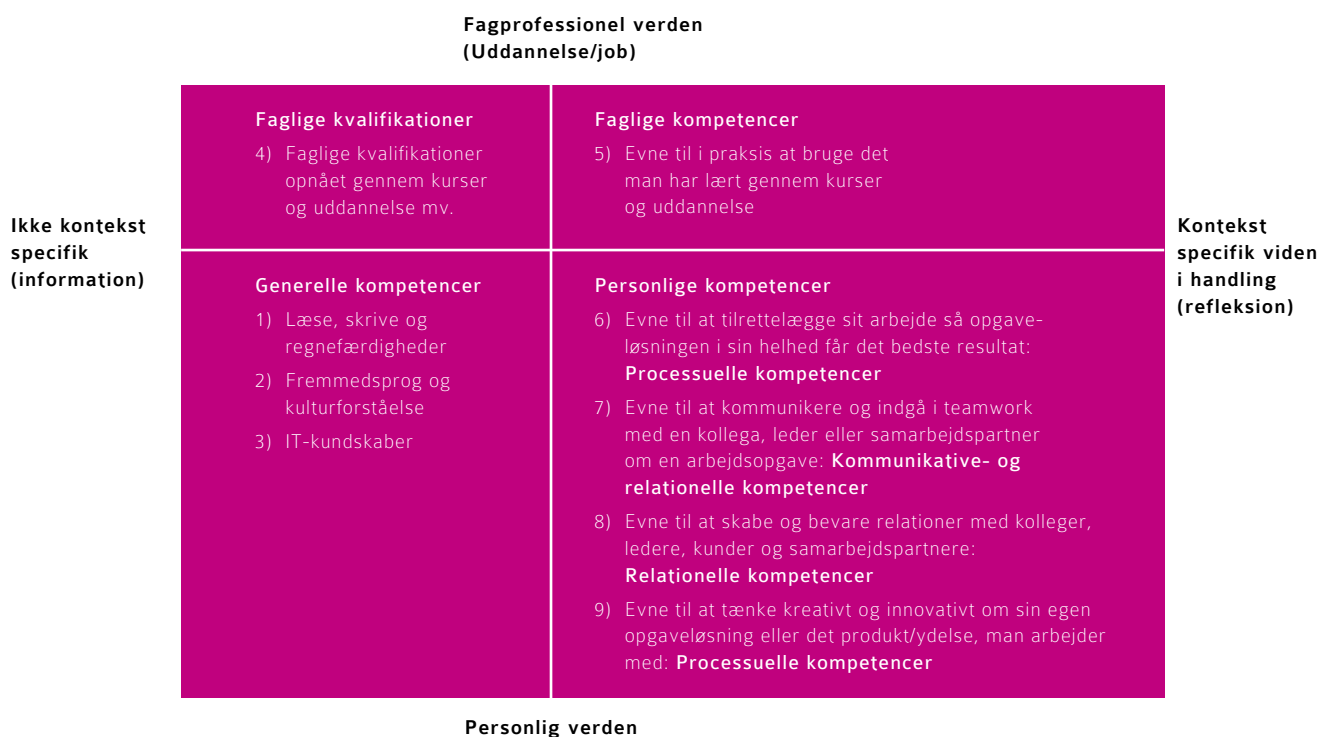 Fagprofessionel verden
(Uddannelse/job)
Ikke kontekst
specifik
(information)
Faglige kvalifikationer
4) Faglige kvalifikationer
opnået gennem kurser
og uddannelse mv.
Faglige kompetencer
5) Evne til i praksis at bruge det
man har lært gennem kurser
og uddannelse
Kontekst
specifik viden
i handling
(refleksion)
Generelle kompetencer
1) Læse, skrive og
regnefærdigheder
2) Fremmedsprog og
kulturforståelse
3) IT-kundskaber
Personlige kompetencer
6) Evne til at tilrettelægge sit arbejde så opgave-
løsningen i sin helhed får det bedste resultat:
Processuelle kompetencer
7) Evne til at kommunikere og indgå i teamwork
med en kollega, leder eller samarbejdspartner
om en arbejdsopgave: Kommunikative- og
relationelle kompetencer
8) Evne til at skabe og bevare relationer med kolleger,
ledere, kunder og samarbejdspartnere:
Relationelle kompetencer
9) Evne til at tænke kreativt og innovativt om sin egen
opgaveløsning eller det produkt/ydelse, man arbejder
med: Processuelle kompetencer
Personlig verden